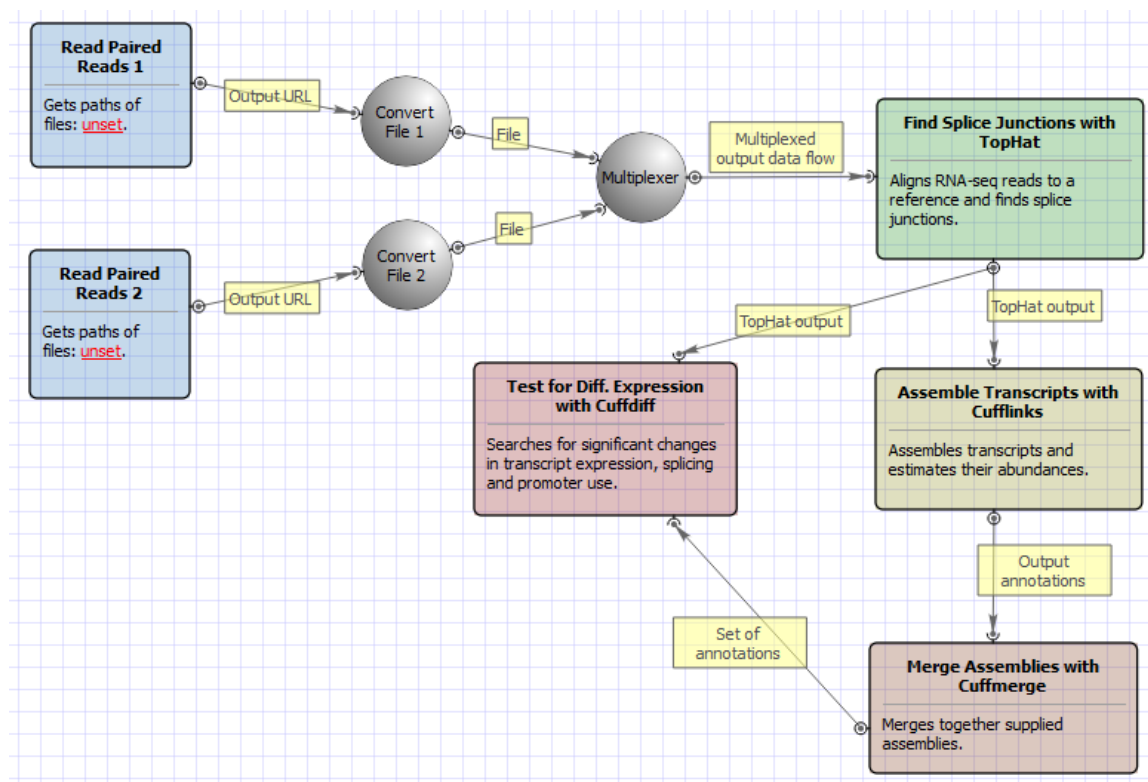 Read Paired
Reads 1
Gets paths of
files: unset.
Output URL
Convert
File 1
File
Multiplexer
Multiplexed
output data flow
Find Splice Junctions with
TopHat
Aligns RNA-seq reads to a
reference and finds splice
junctions.
Read Paired
Reads 2
Gets paths of
files: unset.
Output URL
Convert
File 2
File
TopHat output
TopHat output
Test for Diff. Expression
with Cuffdiff
Searches for significant changes
in transcript expression, splicing
and promoter use.
Assemble Transcripts with
Cufflinks
Assembles transcripts and
estimates their abundances.
Output
annotations
Set of
annotations
Merge Assemblies with
Cuffmerge
Merges together supplied
assemblies.